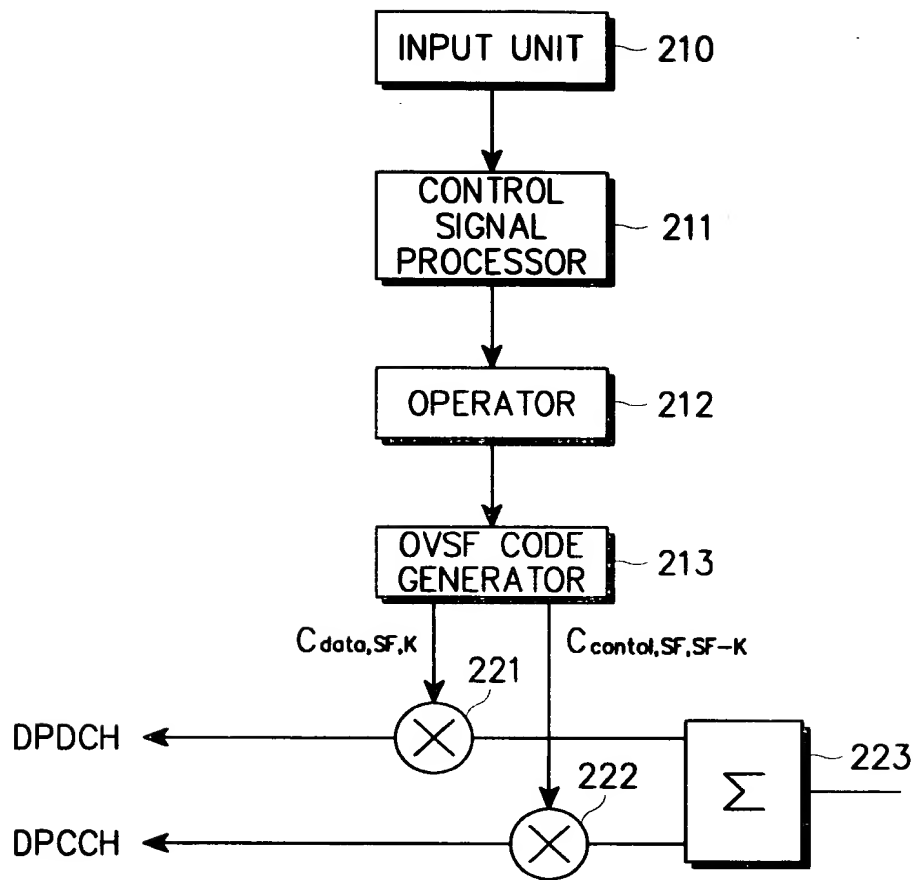 INPUT UNIT
210
CONTROL
SIGNAL
PROCESSOR
211
OPERATOR
212
OVSF CODE
GENERATOR
213
Cdata,SF,K
Ccontol,SF,SF-K
221
DPDCH
222
Σ
223
DPCCH